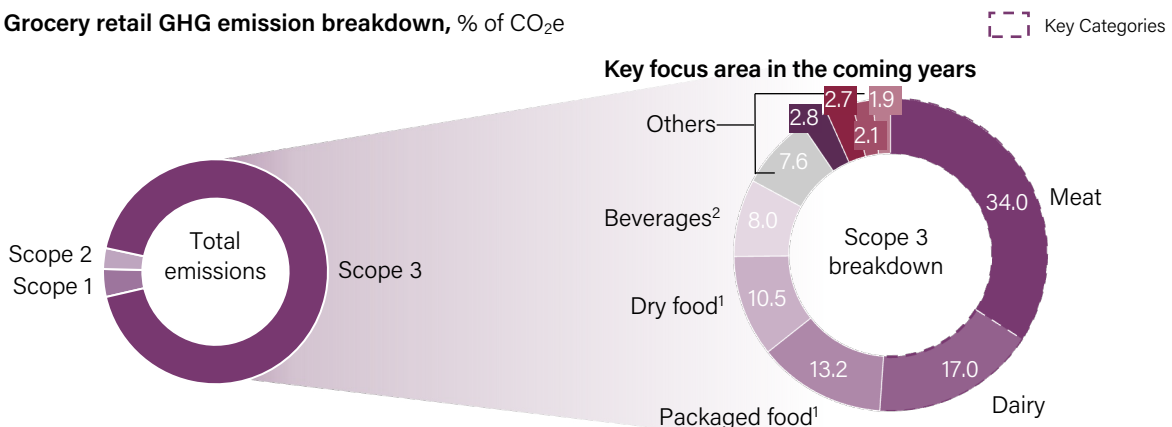 Grocery retail GHG emission breakdown, % of CO₂e
Key Categories
Key focus area in the coming years
Others
2.8
2.7
1.9
2.1
7.6
Beverages²
8.0
Dry food¹
10.5
Packaged food¹
13.2
17.0
Dairy
34.0
Meat
Scope 3
breakdown
Scope 2
Scope 1
Total
emissions
Scope 3